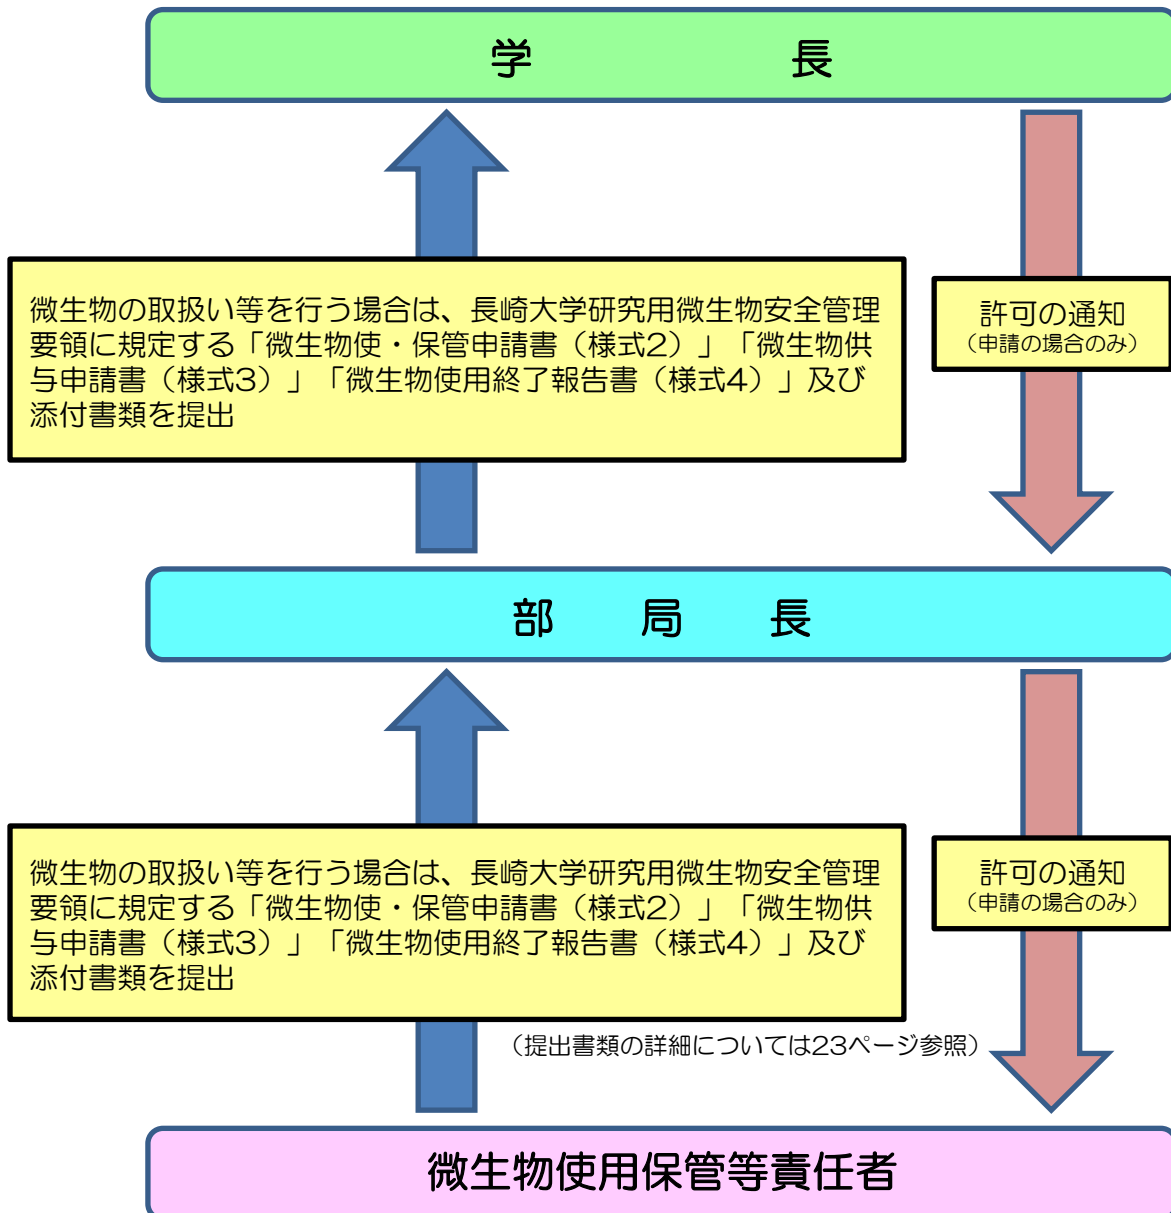 学長
微生物の取扱い等を行う場合は、長崎大学研究用微生物安全管理
要領に規定する「微生物使・保管申請書（様式2）」「微生物供
与申請書（様式3）」「微生物使用終了報告書（様式4）」及び
添付書類を提出
許可の通知
（申請の場合のみ）
部局長
微生物の取扱い等を行う場合は、長崎大学研究用微生物安全管理
要領に規定する「微生物使・保管申請書（様式2）」「微生物供
与申請書（様式3）」「微生物使用終了報告書（様式4）」及び
添付書類を提出
許可の通知
（申請の場合のみ）
（提出書類の詳細については23ページ参照）
微生物使用保管等責任者